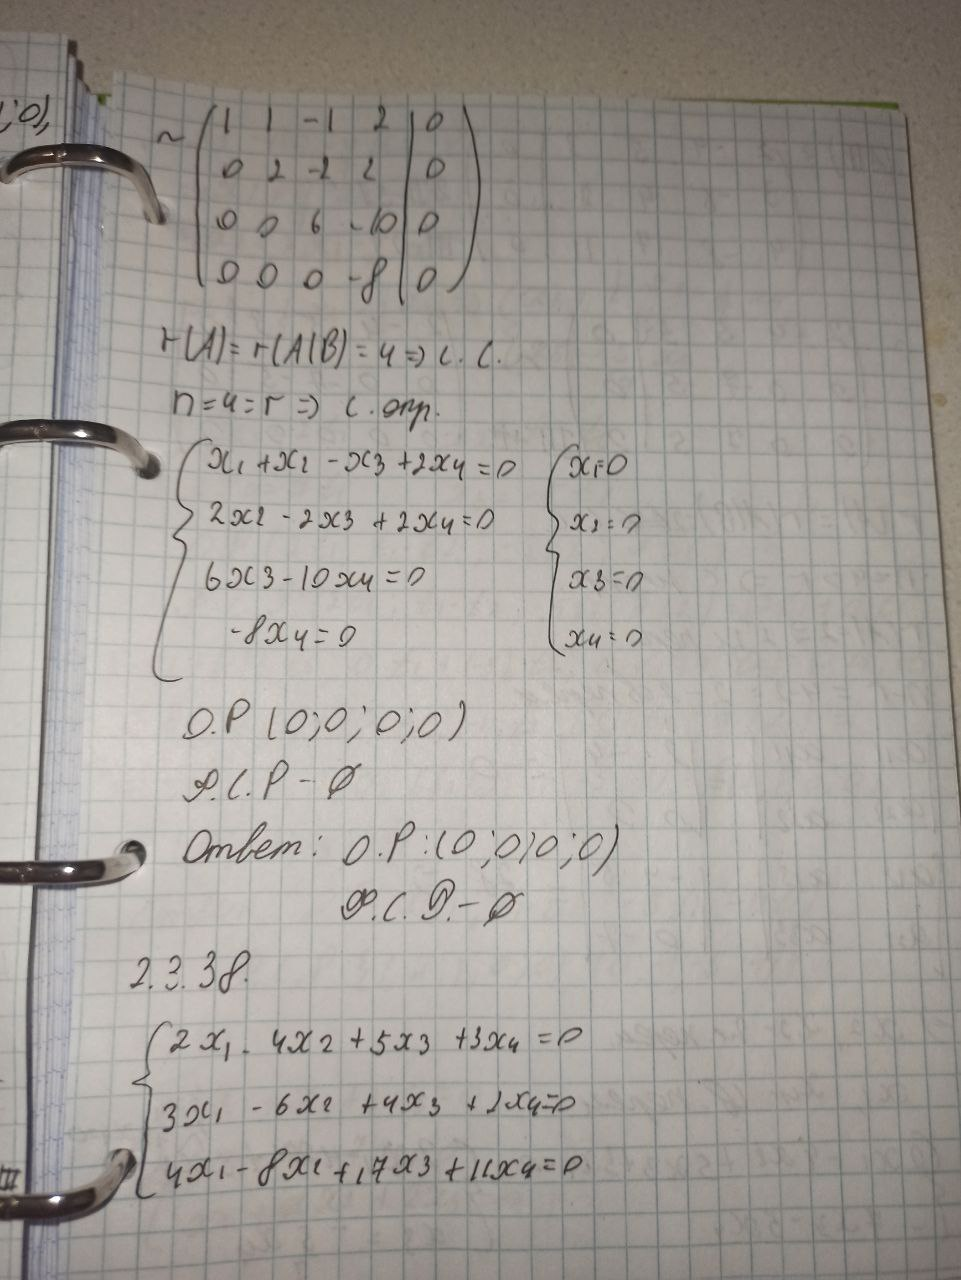 1;0),
~ ( 1 1 -1 2 | 0
0 2 -2 2 | 0
0 0 6 -10 | 0
0 0 0 -8 | 0 )
r(A)=r(A|B)=4=> С.С.
n=4=r=> С.опр.
{ x1+x2-x3+2x4=0 { x1=0
2x2-2x3+2x4=0 x2=0
6x3-10x4=0 x3=0
-8x4=0 x4=0
О.Р (0;0;0;0)
Ф.С.Р - ∅
Ответ: О.Р:(0;0;0;0)
Ф.С.Р.-∅
2.3.38.
{ 2x1-4x2+5x3+3x4=0
3x1-6x2+4x3+2x4=0
4x1-8x2+17x3+11x4=0